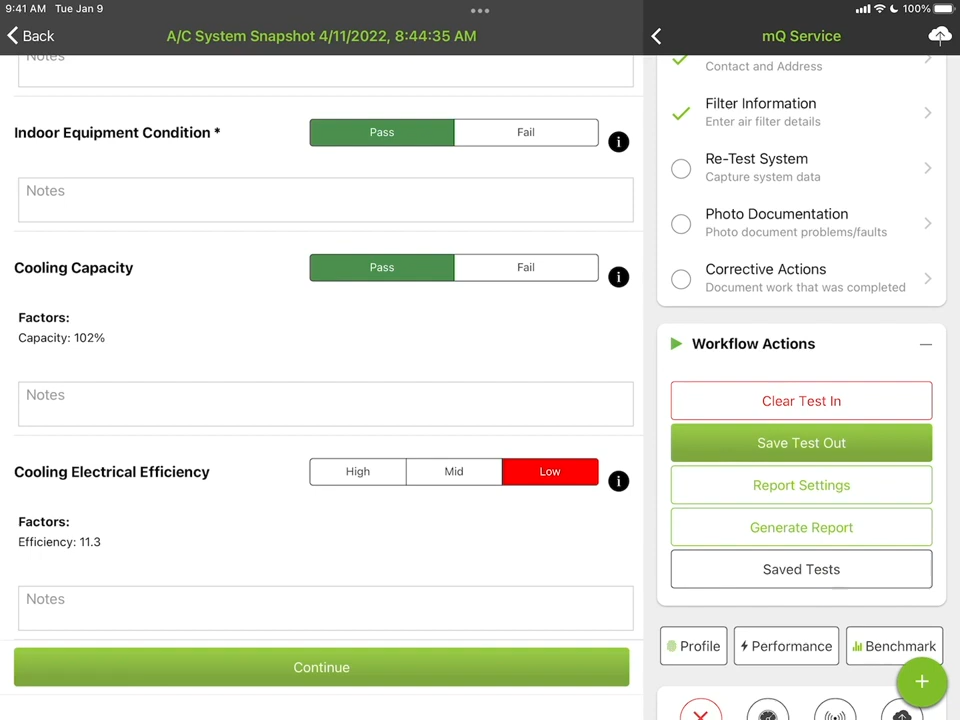 9:41 AM Tue Jan 9
100%
Back
A/C System Snapshot 4/11/2022, 8:44:35 AM
Notes
Indoor Equipment Condition *
Pass
Fail
Notes
Cooling Capacity
Pass
Fail
Factors:
Capacity: 102%
Notes
Cooling Electrical Efficiency
High
Mid
Low
Factors:
Efficiency: 11.3
Notes
Continue
mQ Service
Contact and Address
Filter Information
Enter air filter details
Re-Test System
Capture system data
Photo Documentation
Photo document problems/faults
Corrective Actions
Document work that was completed
Workflow Actions
Clear Test In
Save Test Out
Report Settings
Generate Report
Saved Tests
Profile
Performance
Benchmark